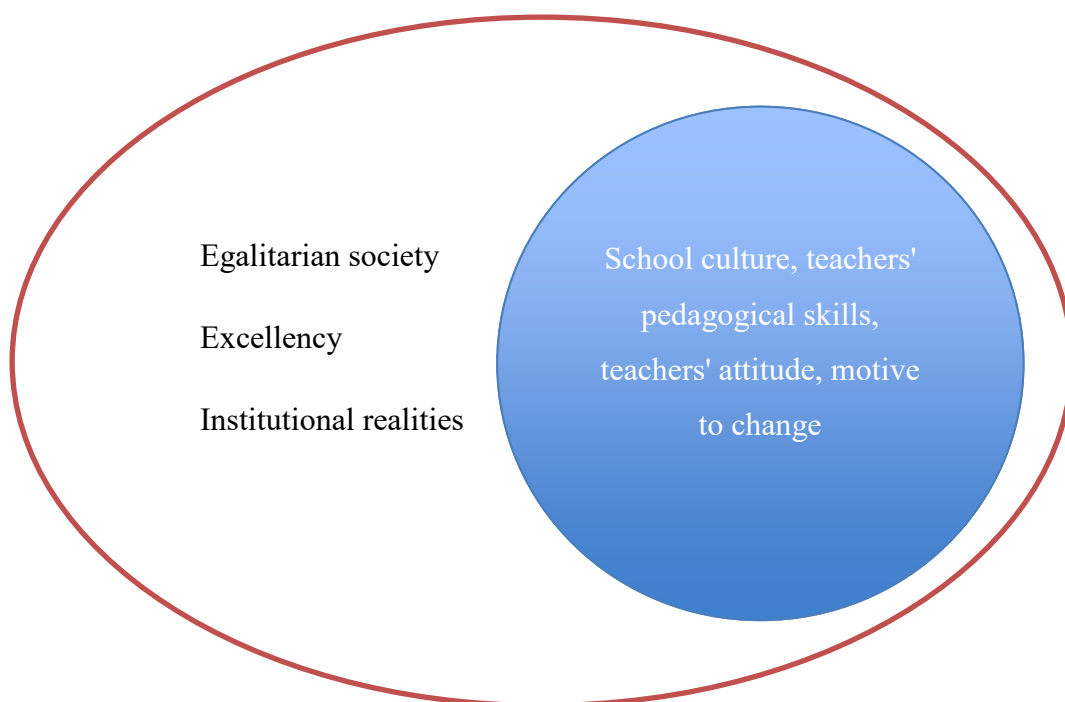 Egalitarian society
Excellency
Institutional realities
School culture, teachers'
pedagogical skills,
teachers' attitude, motive
to change